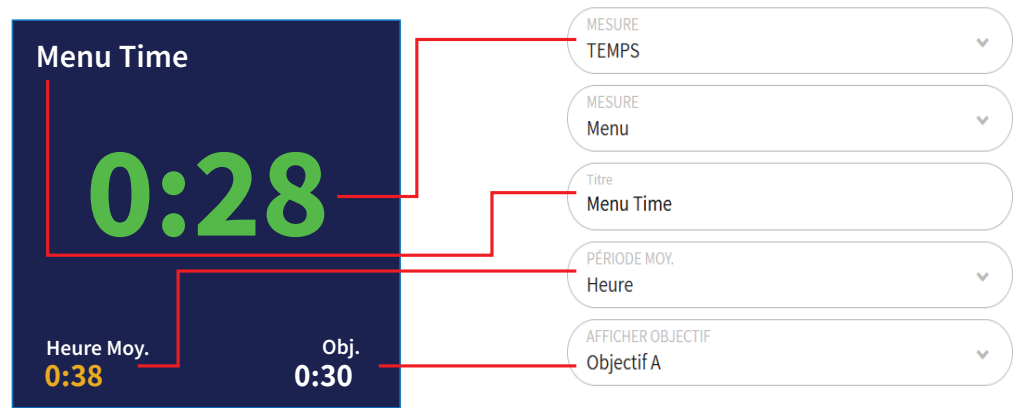 Menu Time
0:28
Heure Moy.
0:38
Obj.
0:30
MESURE
TEMPS
MESURE
Menu
Titre
Menu Time
PÉRIODE MOY.
Heure
AFFICHER OBJECTIF
Objectif A